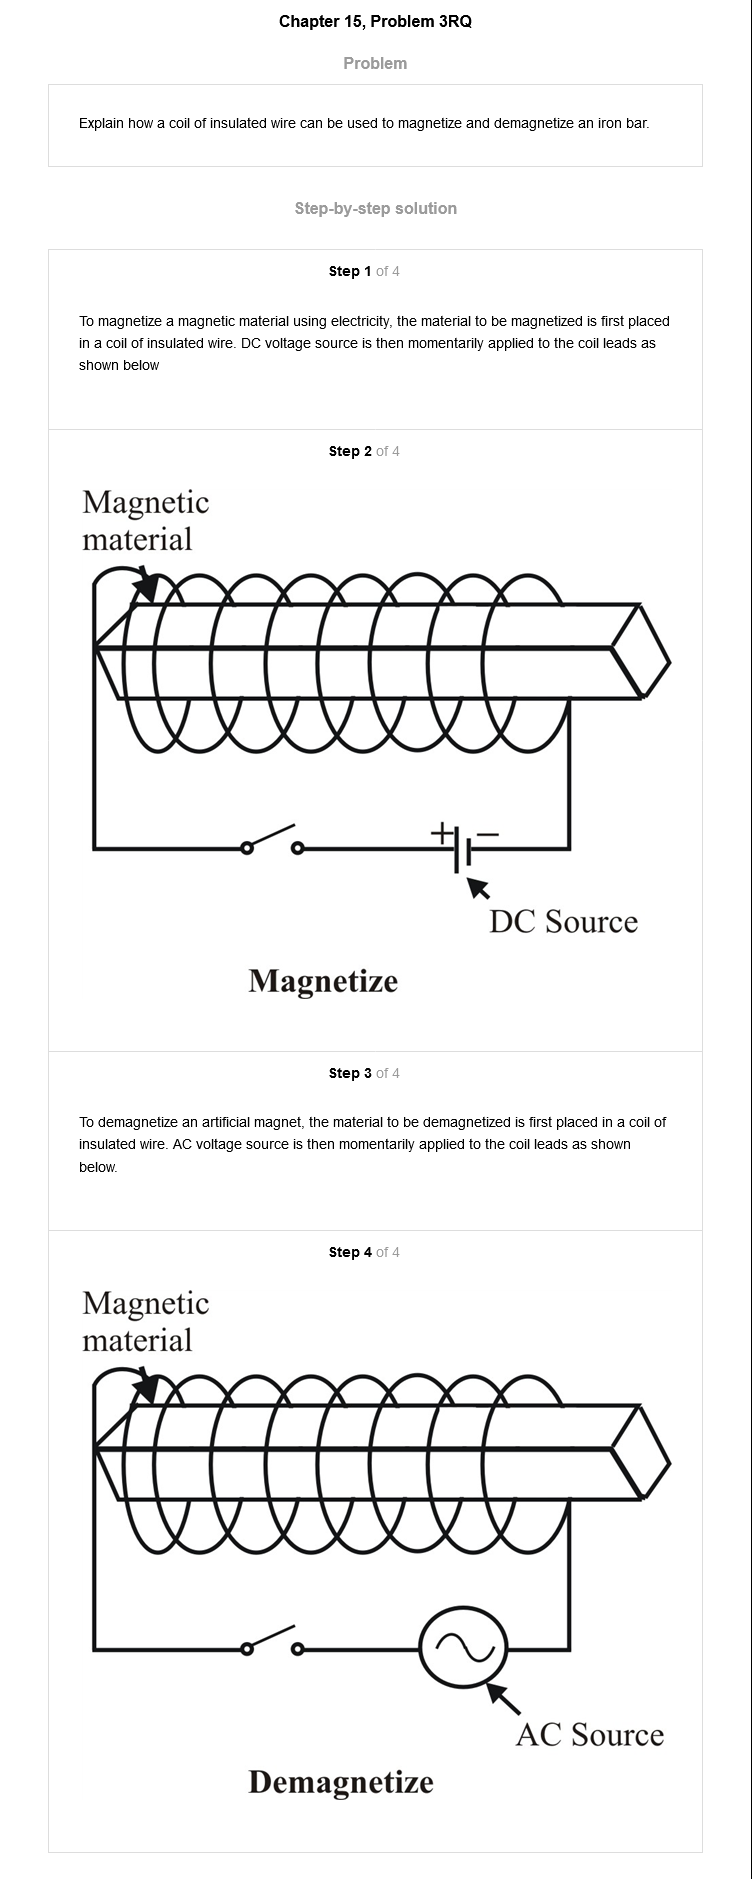 Chapter 15, Problem 3RQ
Problem
Explain how a coil of insulated wire can be used to magnetize and demagnetize an iron bar.
Step-by-step solution
Step 1 of 4
To magnetize a magnetic material using electricity, the material to be magnetized is first placed
in a coil of insulated wire. DC voltage source is then momentarily applied to the coil leads as
shown below
Step 2 of 4
Magnetic
material
+ −
DC Source
Magnetize
Step 3 of 4
To demagnetize an artificial magnet, the material to be demagnetized is first placed in a coil of
insulated wire. AC voltage source is then momentarily applied to the coil leads as shown
below.
Step 4 of 4
Magnetic
material
AC Source
Demagnetize